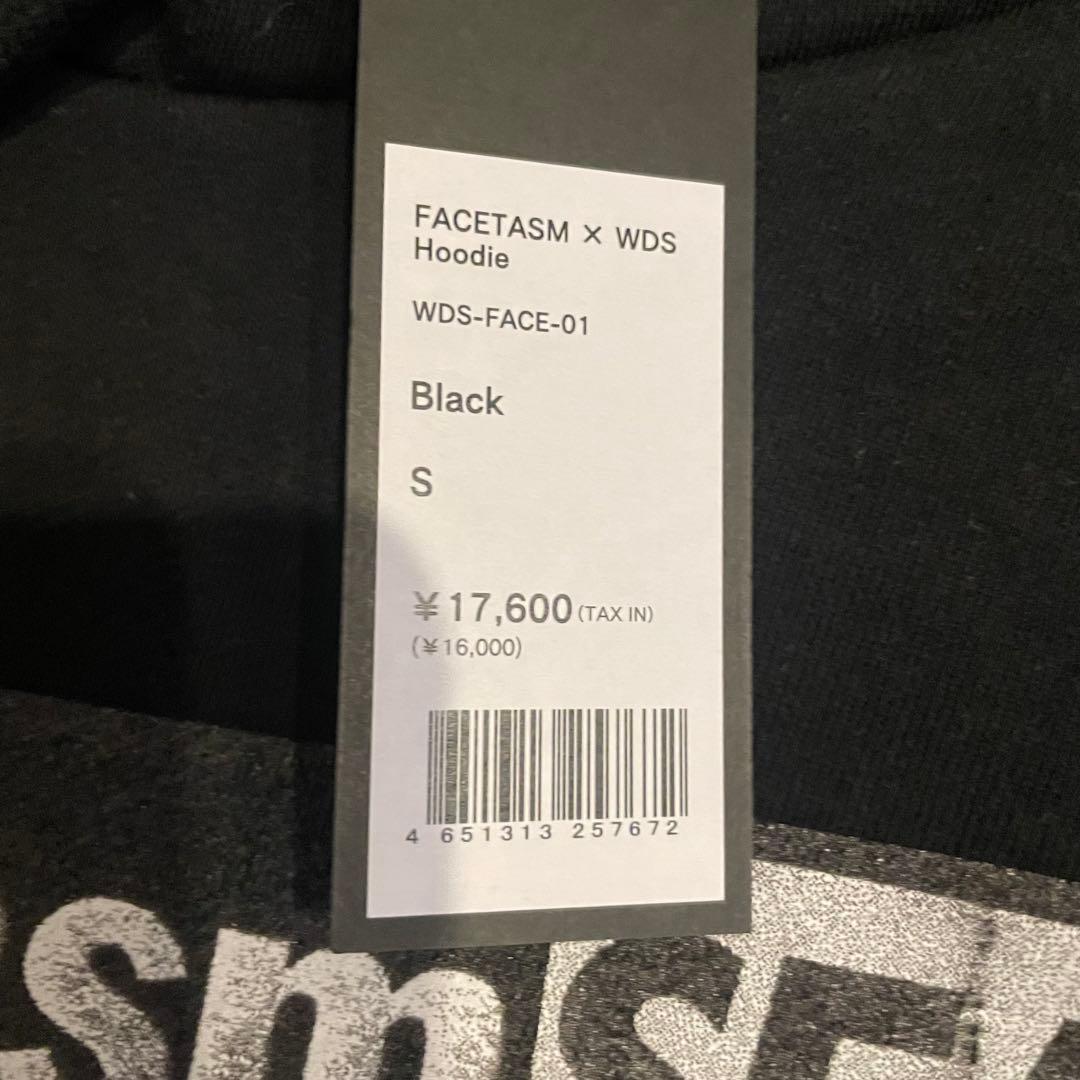 FACETASM × WDS
Hoodie
WDS-FACE-01
Black
S
¥17,600(TAX IN)
(¥16,000)
4 651313 257672